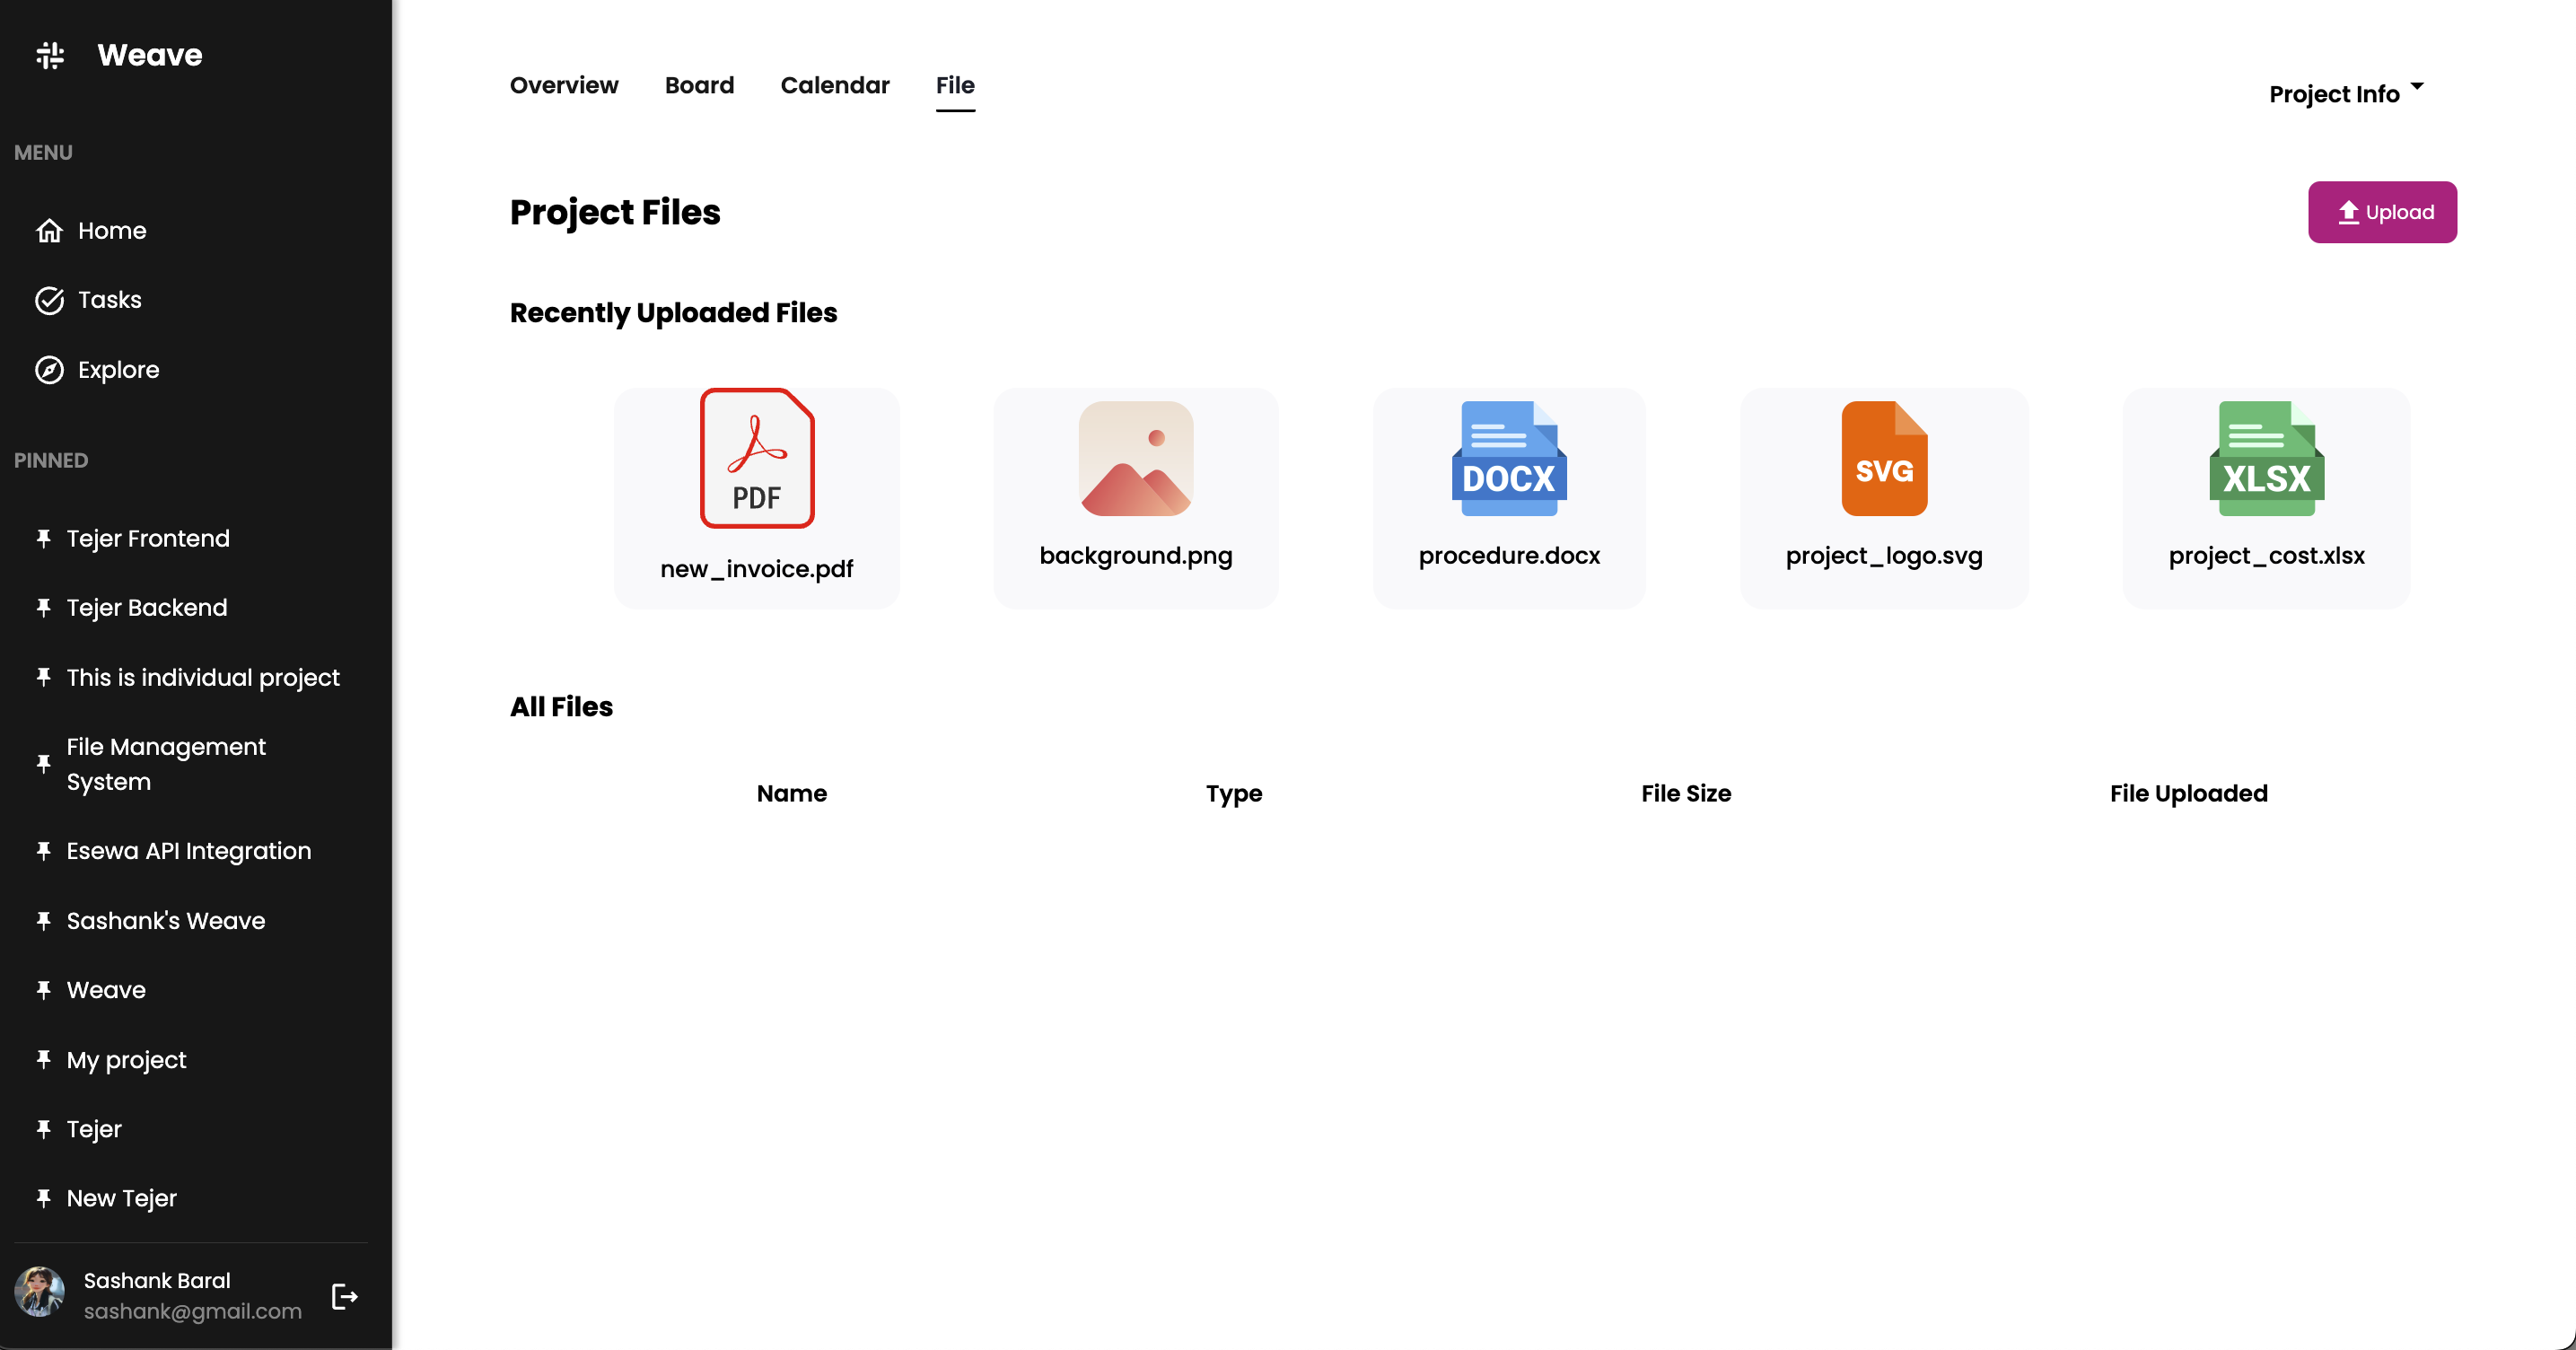 Weave
MENU
Home
Tasks
Explore
PINNED
Tejer Frontend
Tejer Backend
This is individual project
File Management
System
Esewa API Integration
Sashank's Weave
Weave
My project
Tejer
New Tejer
Sashank Baral
sashank@gmail.com
Overview Board Calendar File
Project Info
Project Files
Upload
Recently Uploaded Files
PDF
new_invoice.pdf
background.png
DOCX
procedure.docx
SVG
project_logo.svg
XLSX
project_cost.xlsx
All Files
Name Type File Size File Uploaded